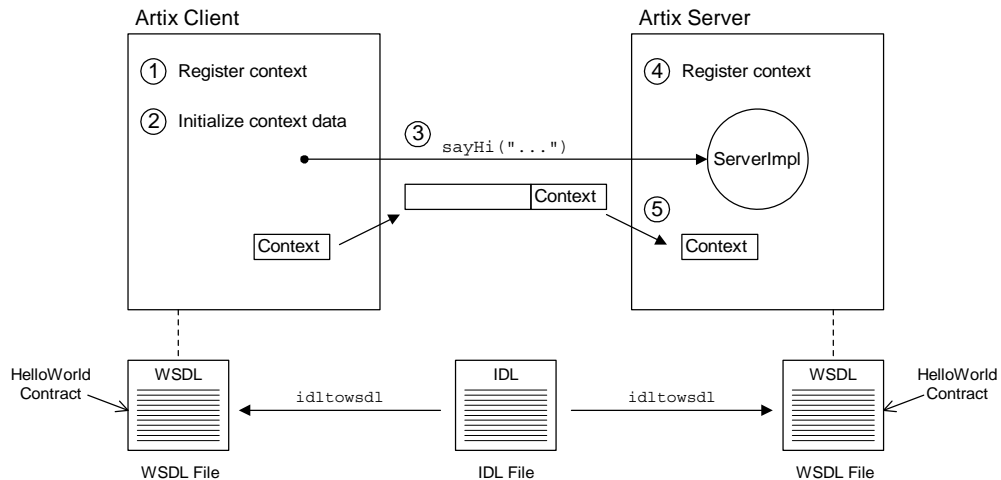 Artix Client
Artix Server
1 Register context
4 Register context
2 Initialize context data
3
sayHi("...")
ServerImpl
Context
5
Context
Context
HelloWorld
Contract
WSDL
idltowsdl
IDL
idltowsdl
WSDL
HelloWorld
Contract
WSDL File
IDL File
WSDL File